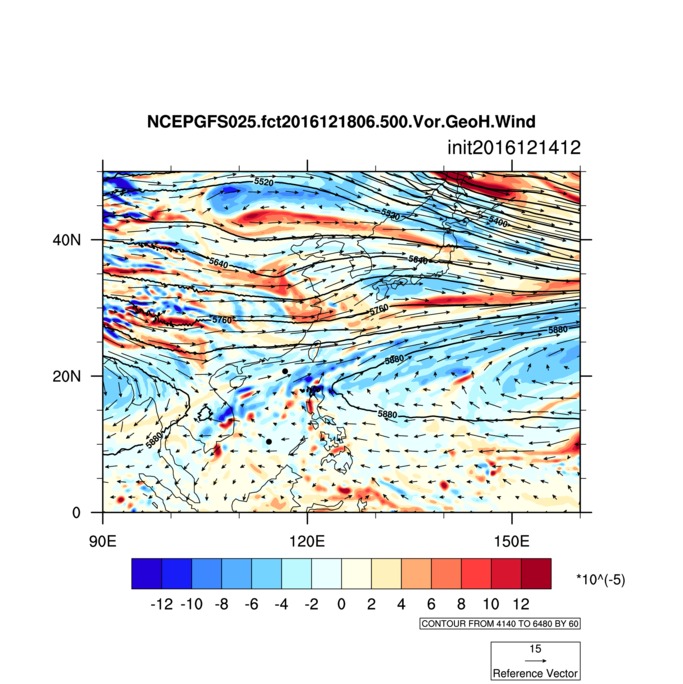 NCEPGFS025.fct2016121806.500.Vor.GeoH.Wind
init2016121412
5520
5520
5400
40N
5640
5640
5760
5760
5880
5880
20N
5880
5880
0
90E 120E 150E
-12 -10 -8 -6 -4 -2 0 2 4 6 8 10 12
*10^(-5)
CONTOUR FROM 4140 TO 6480 BY 60
15
Reference Vector